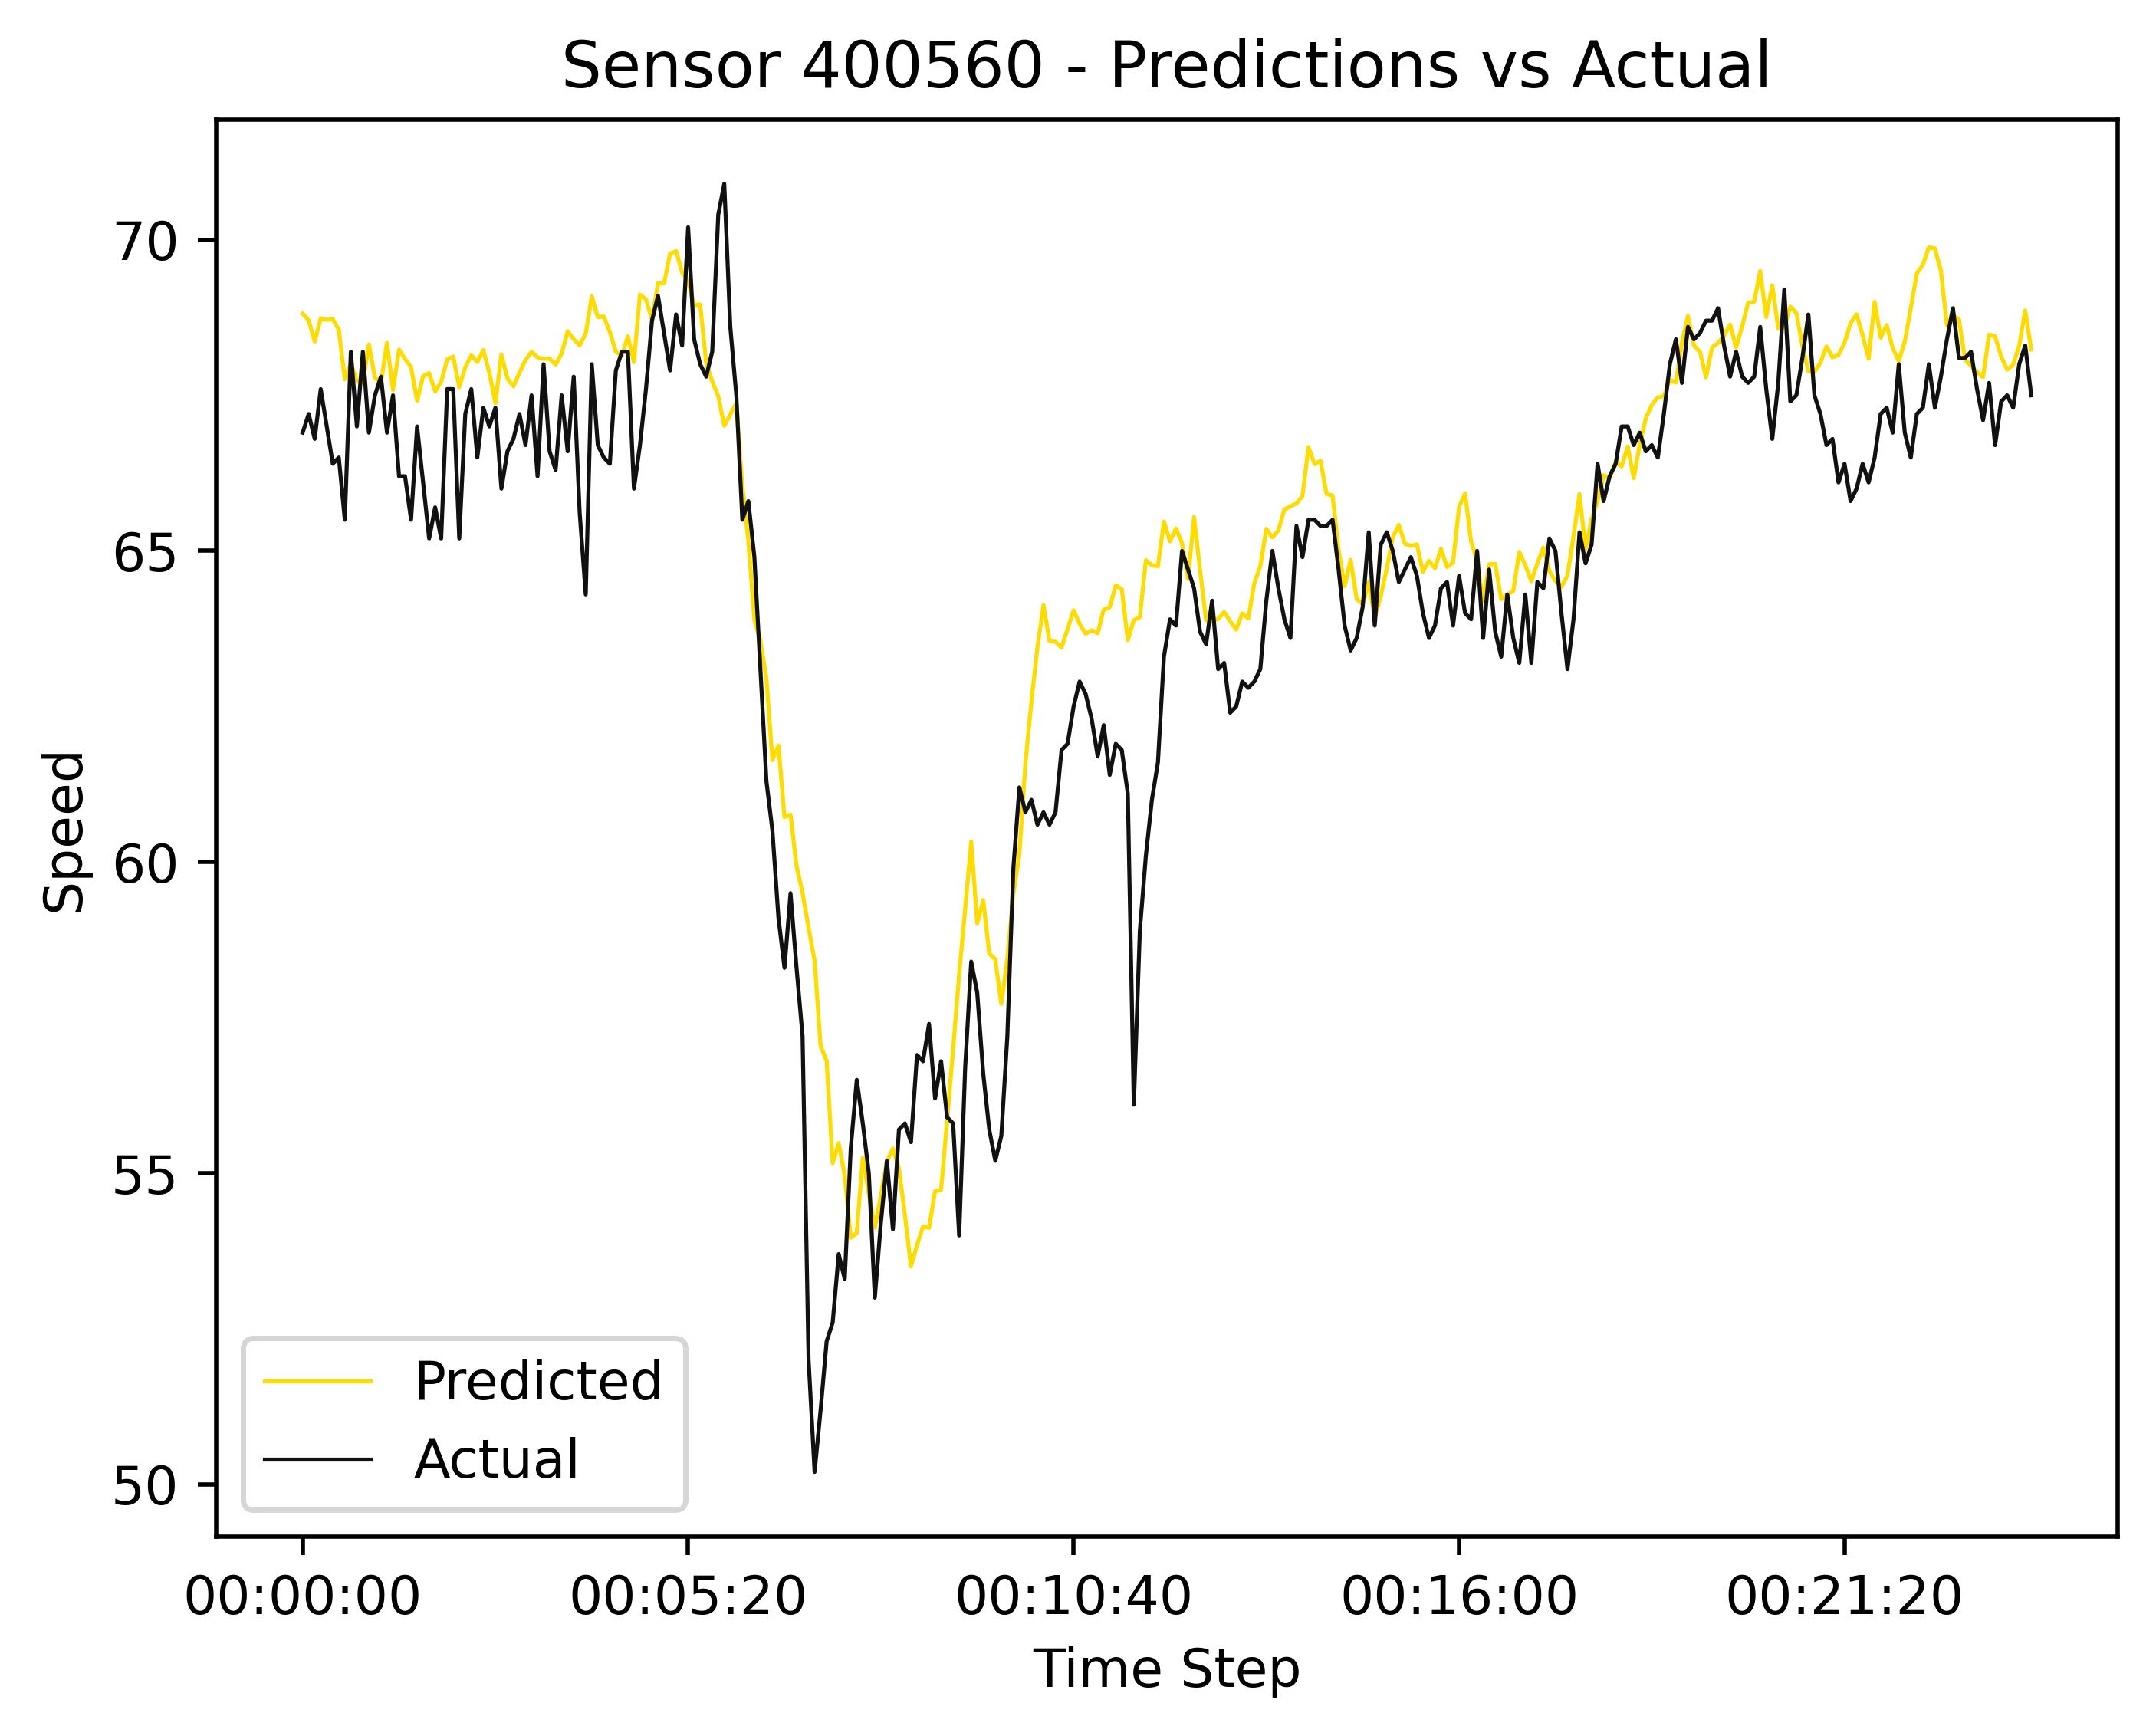 Sensor 400560 - Predictions vs Actual
Speed
70
65
60
55
50
Predicted
Actual
00:00:00 00:05:20 00:10:40 00:16:00 00:21:20
Time Step